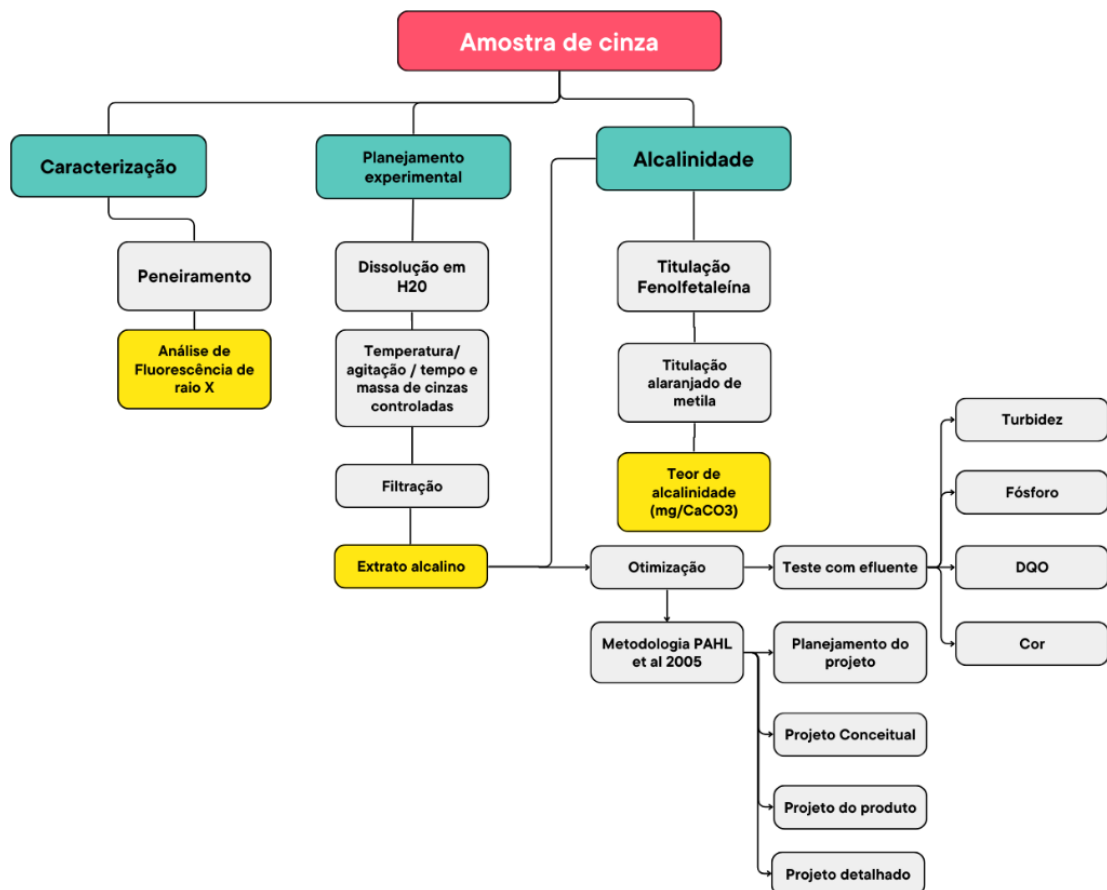 Amostra de cinza
Caracterização
Planejamento
experimental
Alcalinidade
Peneiramento
Análise de
Fluorescência de
raio X
Dissolução em
H20
Temperatura/
agitação / tempo e
massa de cinzas
controladas
Filtração
Extrato alcalino
Titulação
Fenolfetaleína
Titulação
alaranjado de
metila
Teor de
alcalinidade
(mg/CaCO3)
Otimização
Teste com efluente
Turbidez
Fósforo
DQO
Cor
Metodologia PAHL
et al 2005
Planejamento do
projeto
Projeto Conceitual
Projeto do produto
Projeto detalhado